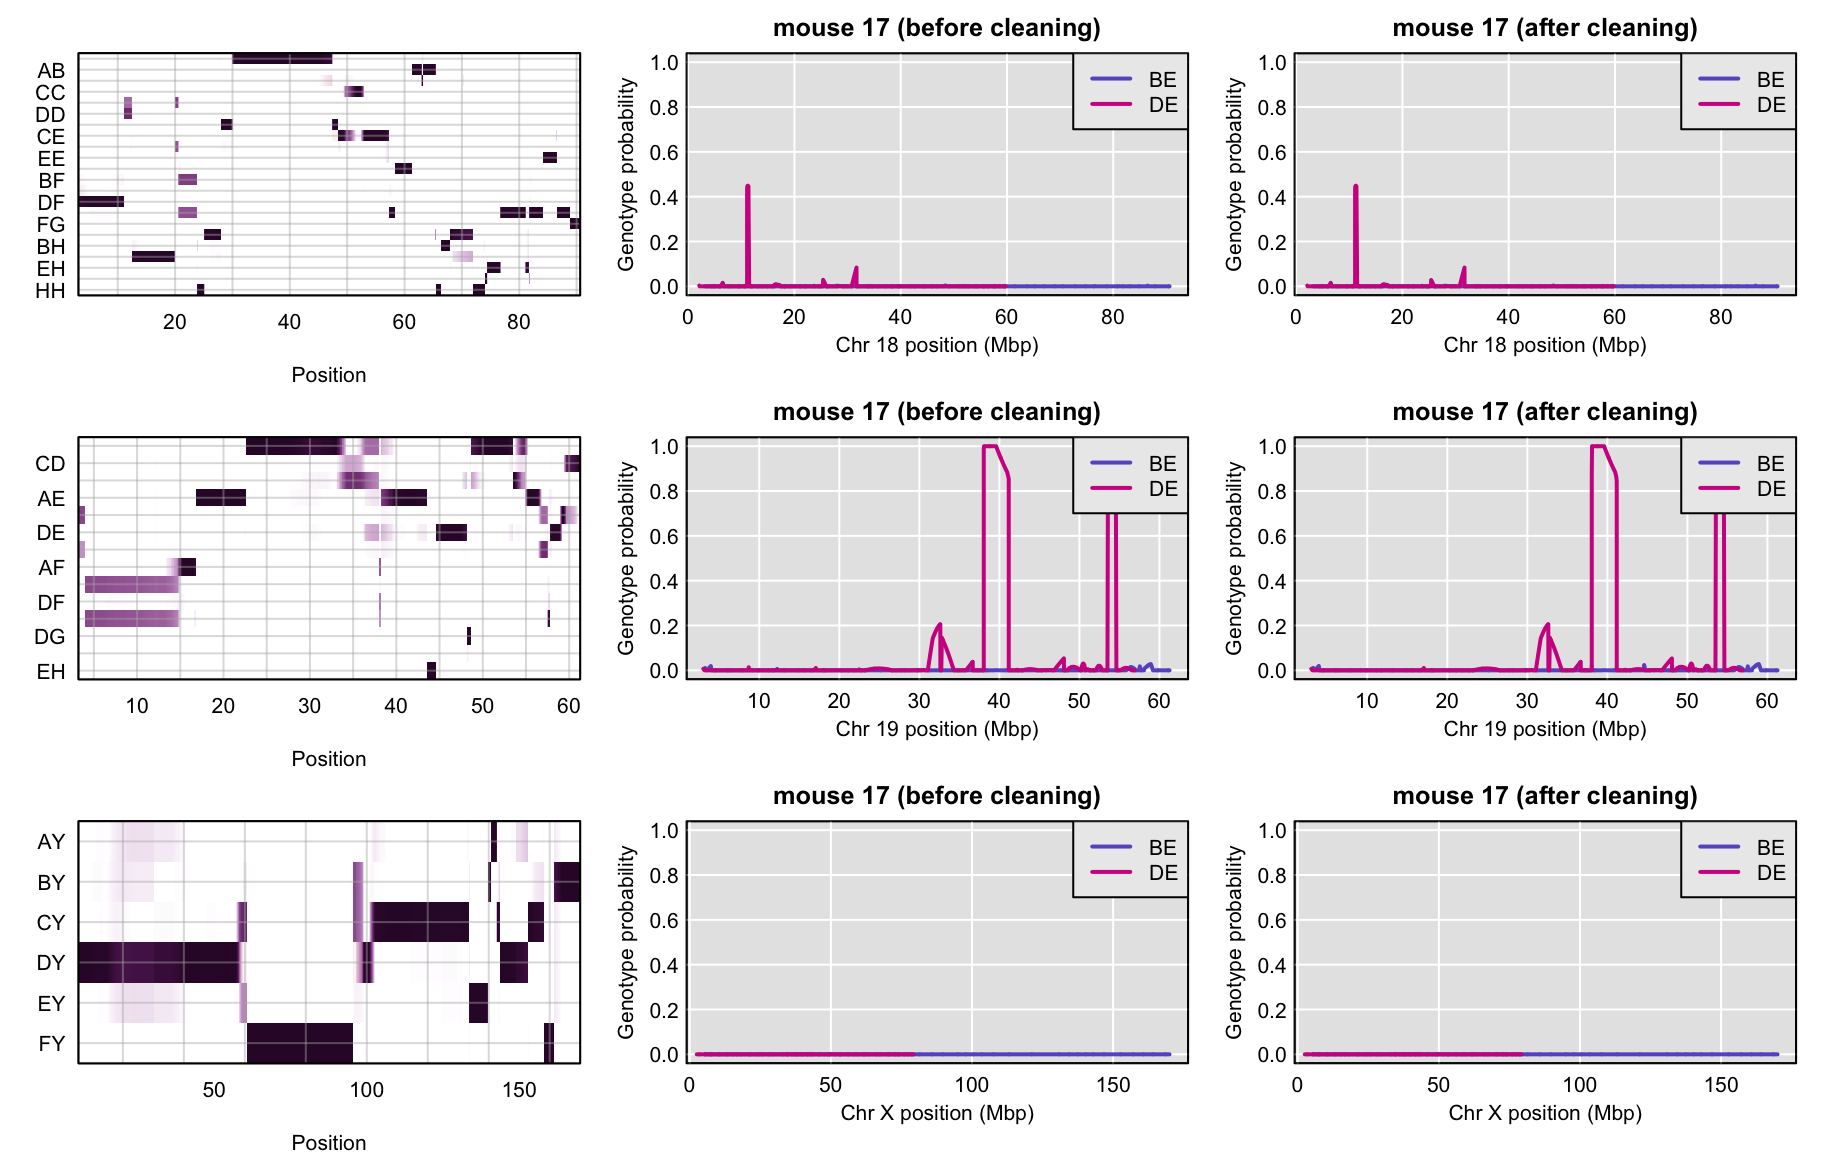 mouse 17 (before cleaning)
mouse 17 (after cleaning)
AB
CC
DD
CE
EE
BF
DF
FG
BH
EH
HH
20 40 60 80
Position
Genotype probability
1.0
0.8
0.6
0.4
0.2
0.0
BE
DE
0 20 40 60 80
Chr 18 position (Mbp)
Genotype probability
1.0
0.8
0.6
0.4
0.2
0.0
BE
DE
0 20 40 60 80
Chr 18 position (Mbp)
mouse 17 (before cleaning)
mouse 17 (after cleaning)
CD
AE
DE
AF
DF
DG
EH
10 20 30 40 50 60
Position
Genotype probability
1.0
0.8
0.6
0.4
0.2
0.0
BE
DE
10 20 30 40 50 60
Chr 19 position (Mbp)
Genotype probability
1.0
0.8
0.6
0.4
0.2
0.0
BE
DE
10 20 30 40 50 60
Chr 19 position (Mbp)
mouse 17 (before cleaning)
mouse 17 (after cleaning)
AY
BY
CY
DY
EY
FY
50 100 150
Position
Genotype probability
1.0
0.8
0.6
0.4
0.2
0.0
BE
DE
0 50 100 150
Chr X position (Mbp)
Genotype probability
1.0
0.8
0.6
0.4
0.2
0.0
BE
DE
0 50 100 150
Chr X position (Mbp)